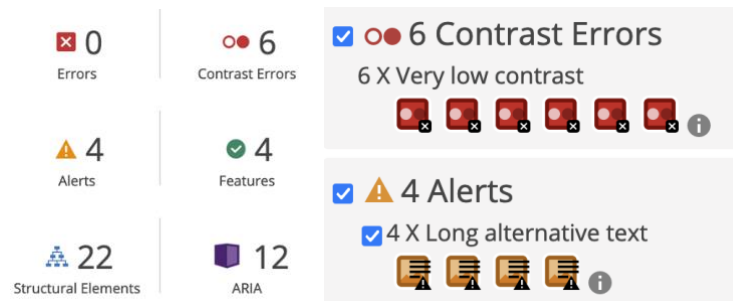 0
Errors
6
Contrast Errors
4
Alerts
4
Features
22
Structural Elements
12
ARIA
6 Contrast Errors
6 X Very low contrast
4 Alerts
4 X Long alternative text